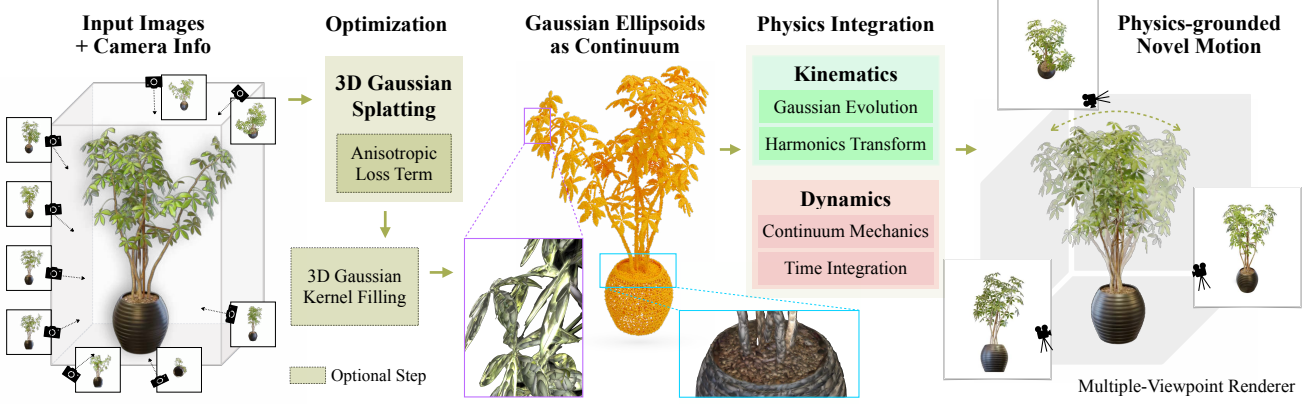 Input Images
+ Camera Info
Optimization
3D Gaussian
Splatting
Anisotropic
Loss Term
3D Gaussian
Kernel Filling
Optional Step
Gaussian Ellipsoids
as Continuum
Physics Integration
Kinematics
Gaussian Evolution
Harmonics Transform
Dynamics
Continuum Mechanics
Time Integration
Physics-grounded
Novel Motion
Multiple-Viewpoint Renderer